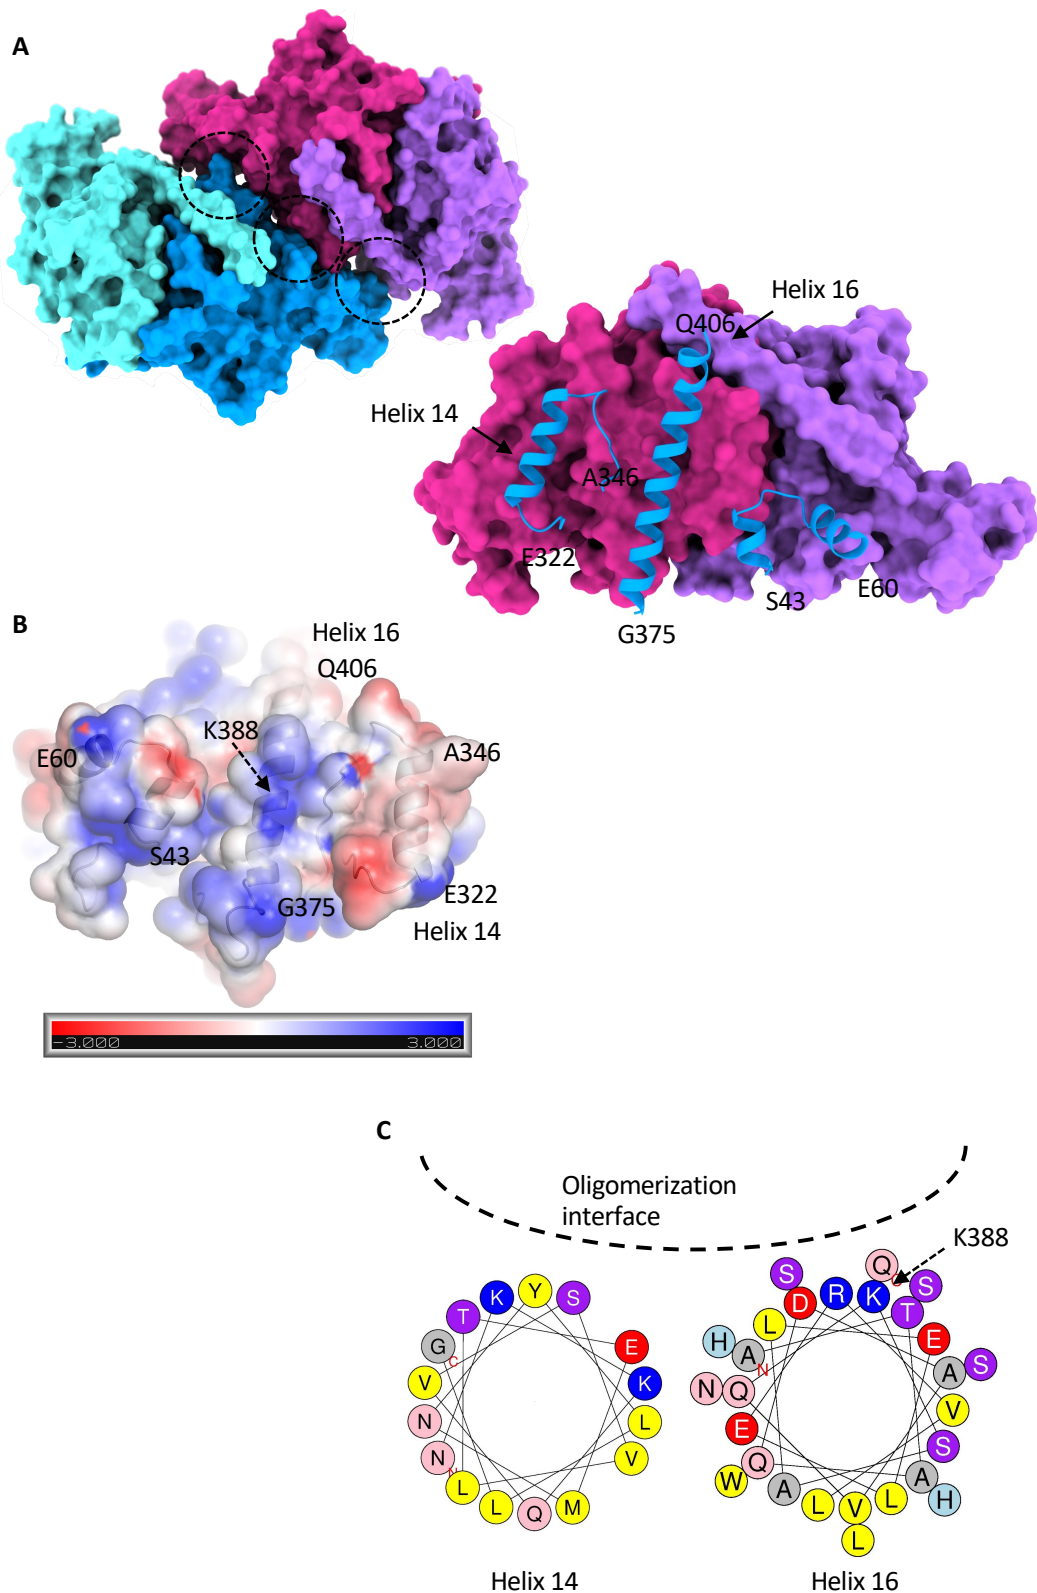 A
Helix 16
Q406
Helix 14
A346
E322
S43
E60
G375
B
Helix 16
Q406
K388
A346
E60
S43
E322
G375
Helix 14
-3.000 3.000
C
Oligomerization
interface
K388
T K Y S
G E
C
V K
N L
N V
N
L L Q M
Q
S D R K S
T
L E
H A A S
N
N Q V
E S
Q A
W A L V L H
L
Helix 14 Helix 16